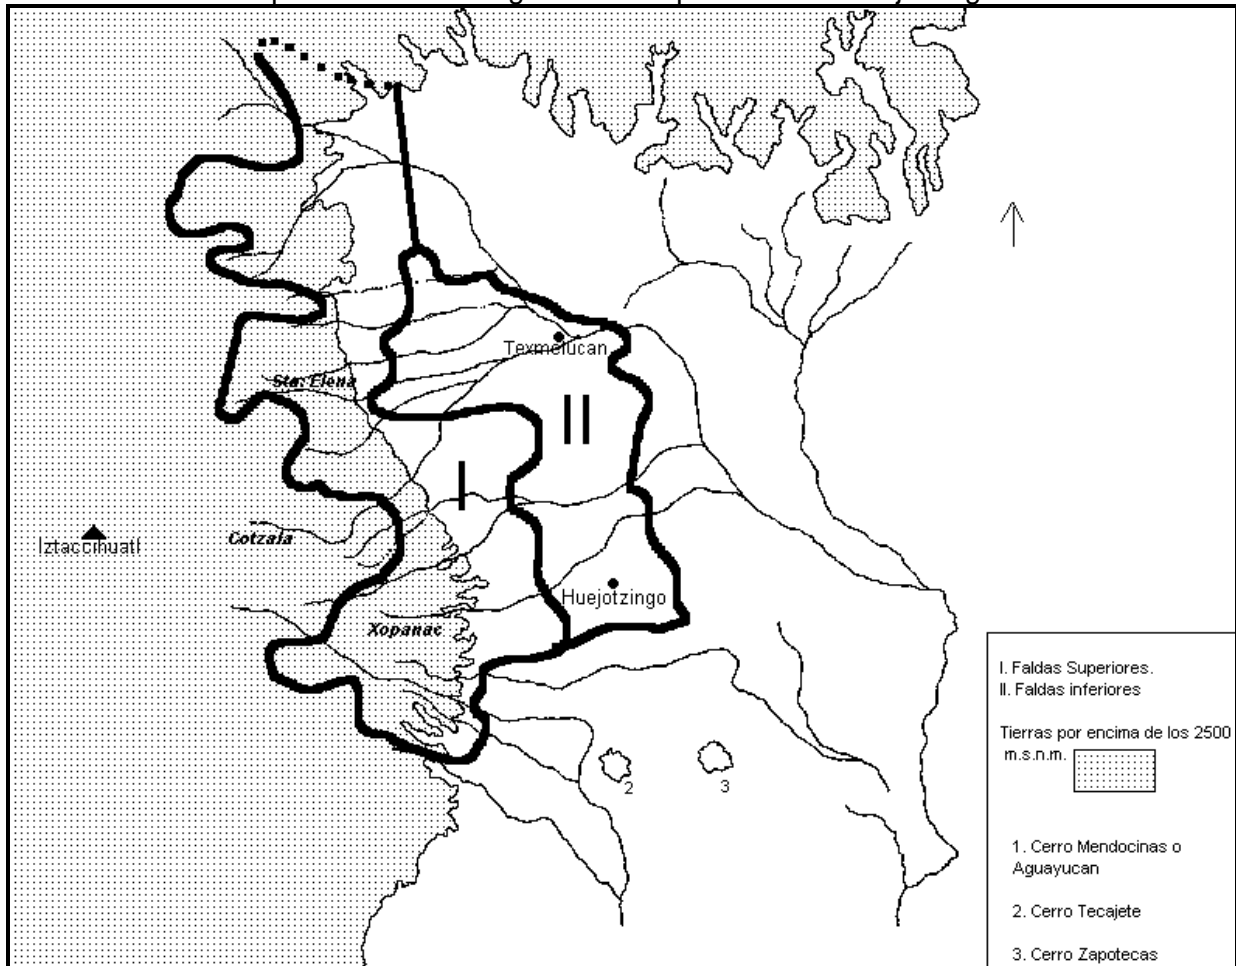 Texmelucan
Sta. Elena
II
I
Iztaccihuatl
Cotzala
Huejotzingo
Xopanac
2
3
I. Faldas Superiores.
II. Faldas inferiores
Tierras por encima de los 2500
m.s.n.m.
1. Cerro Mendocinas o
Aguayucan
2. Cerro Tecajete
3. Cerro Zapotecas